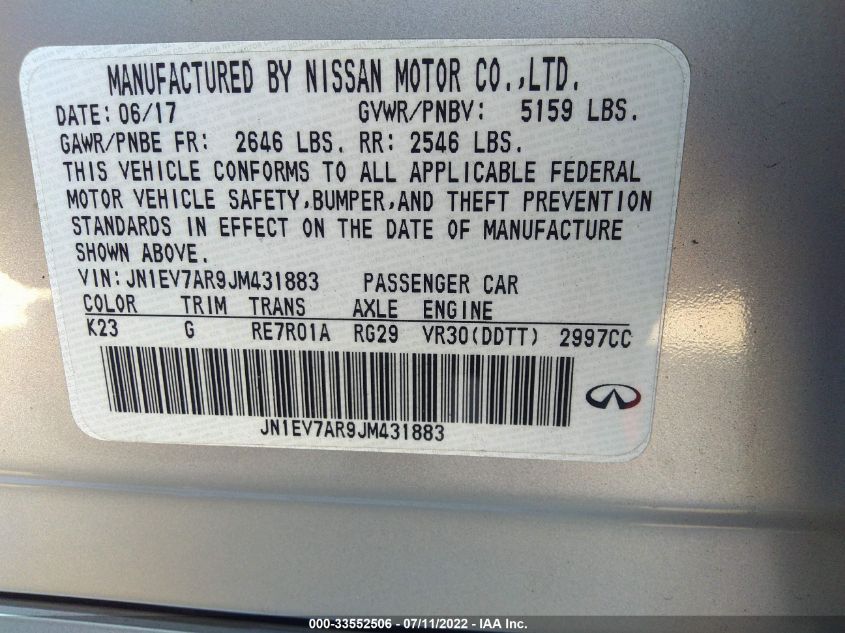 MANUFACTURED BY NISSAN MOTOR CO.,LTD.
DATE: 06/17 GVWR/PNBV: 5159 LBS.
GAWR/PNBE FR: 2646 LBS. RR: 2546 LBS.
THIS VEHICLE CONFORMS TO ALL APPLICABLE FEDERAL
MOTOR VEHICLE SAFETY,BUMPER,AND THEFT PREVENTION
STANDARDS IN EFFECT ON THE DATE OF MANUFACTURE
SHOWN ABOVE.
VIN:JN1EV7AR9JM431883 PASSENGER CAR
COLOR TRIM TRANS AXLE ENGINE
K23 G RE7R01A RG29 VR30(DDTT) 2997CC
JN1EV7AR9JM431883
000-33552506 - 07/11/2022 - IAA Inc.